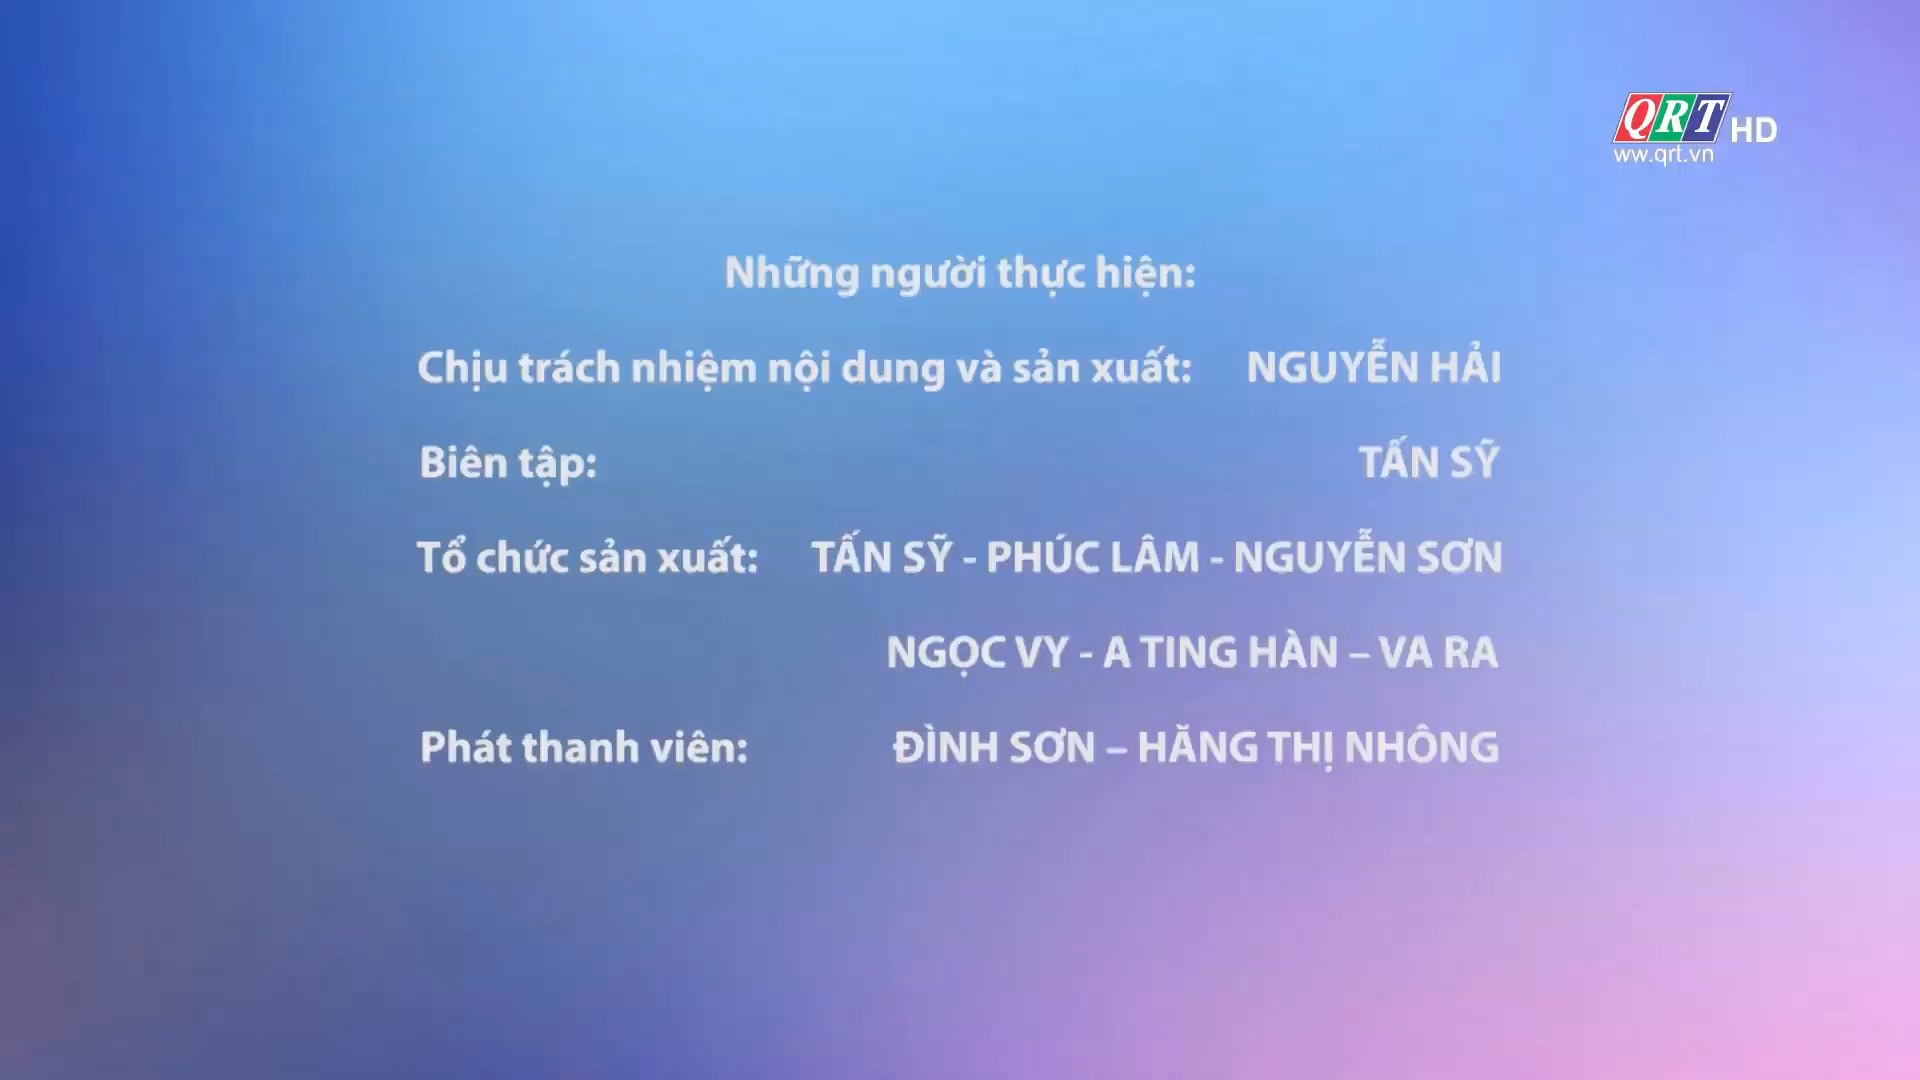 QRT HD
ww.qrt.vn
Những người thực hiện:
Chịu trách nhiệm nội dung và sản xuất: NGUYỄN HẢI
Biên tập: TẤN SỸ
Tổ chức sản xuất: TẤN SỸ - PHÚC LÂM - NGUYỄN SƠN
NGỌC VY - A TING HÀN – VA RA
Phát thanh viên: ĐÌNH SƠN – HĂNG THỊ NHÔNG